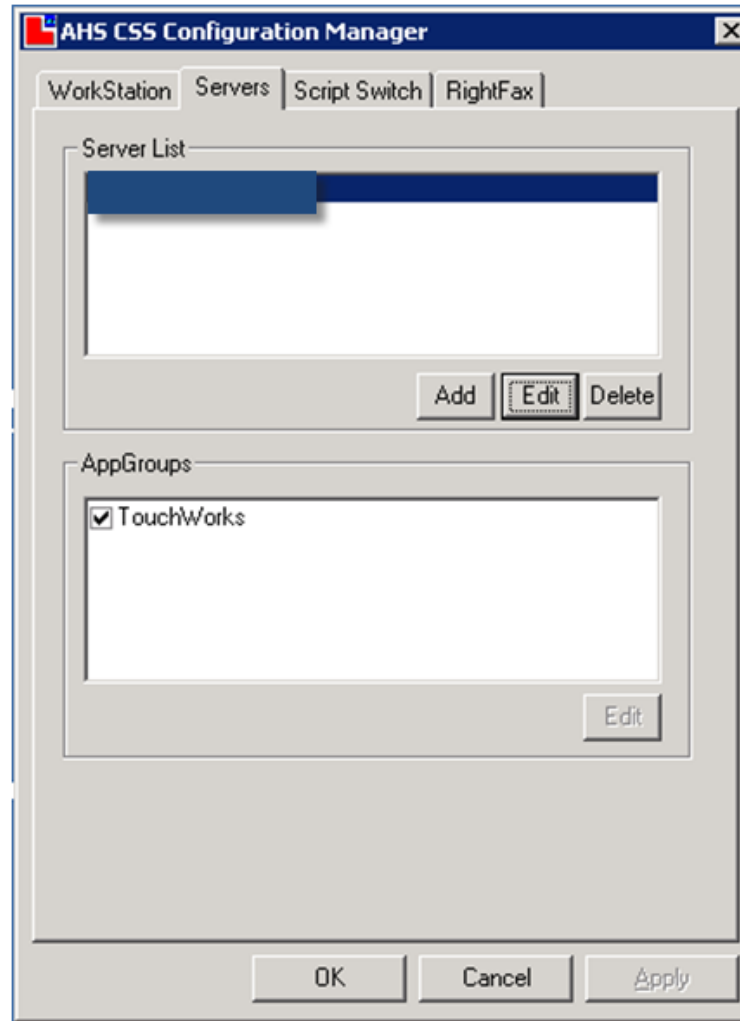 AHS CSS Configuration Manager
WorkStation Servers Script Switch RightFax
Server List
Add Edit Delete
AppGroups
TouchWorks
Edit
OK Cancel Apply